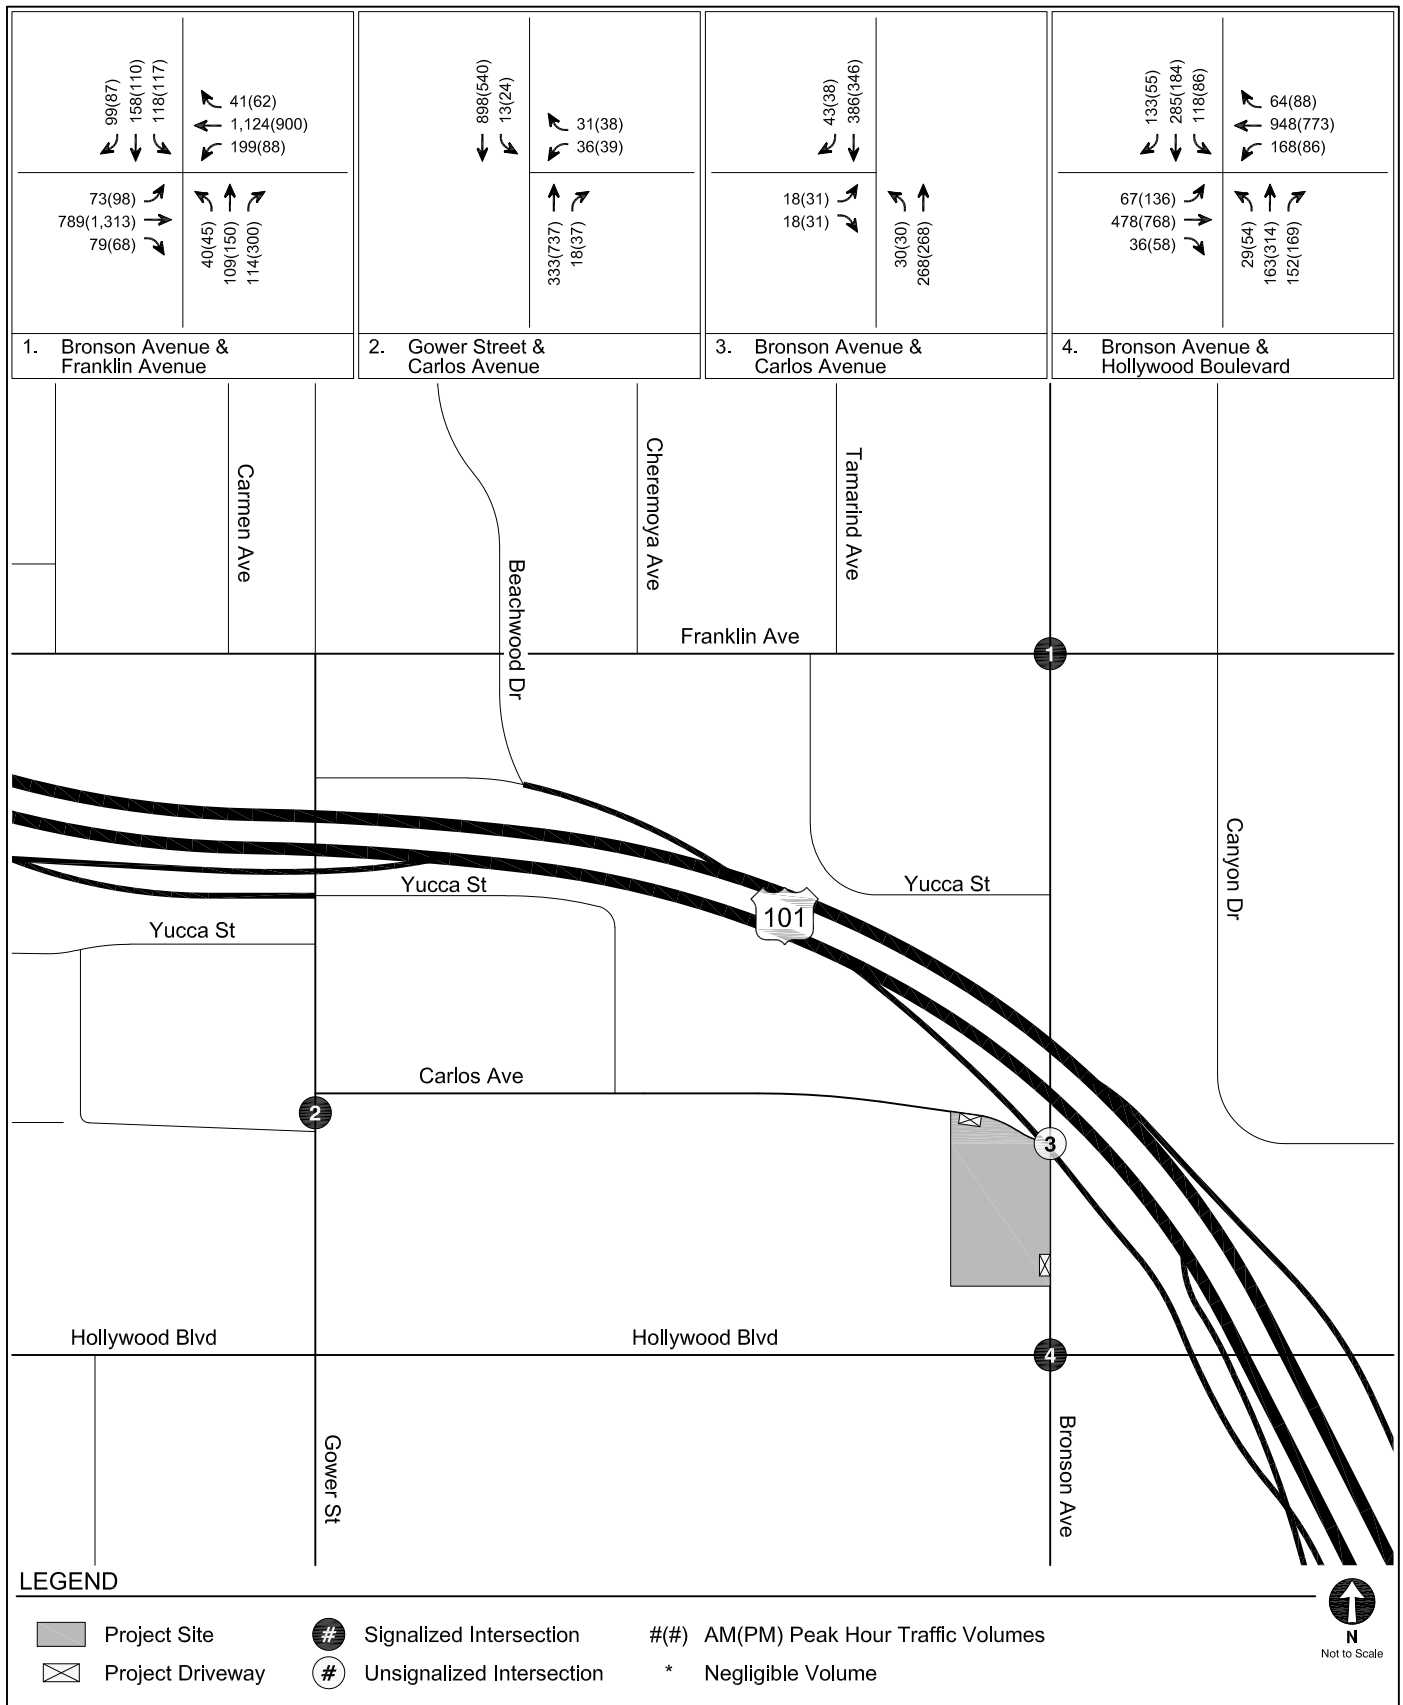 99(87)
158(110)
118(117)
41(62)
1,124(900)
199(88)
73(98)
789(1,313)
79(68)
40(45)
109(150)
114(300)
1. Bronson Avenue &
Franklin Avenue
898(540)
13(24)
31(38)
36(39)
333(737)
18(37)
2. Gower Street &
Carlos Avenue
43(38)
386(346)
18(31)
18(31)
30(30)
268(268)
3. Bronson Avenue &
Carlos Avenue
133(55)
285(184)
118(86)
64(88)
948(773)
168(86)
67(136)
478(768)
36(58)
29(54)
163(314)
152(169)
4. Bronson Avenue &
Hollywood Boulevard
Carmen Ave
Beachwood Dr
Cheremoya Ave
Tamarind Ave
Franklin Ave
1
Canyon Dr
Yucca St
Yucca St
101
Yucca St
Carlos Ave
2
3
Hollywood Blvd
Hollywood Blvd
4
Gower St
Bronson Ave
LEGEND
Project Site
# Signalized Intersection
#(#) AM(PM) Peak Hour Traffic Volumes
Project Driveway
# Unsignalized Intersection
* Negligible Volume
N
Not to Scale